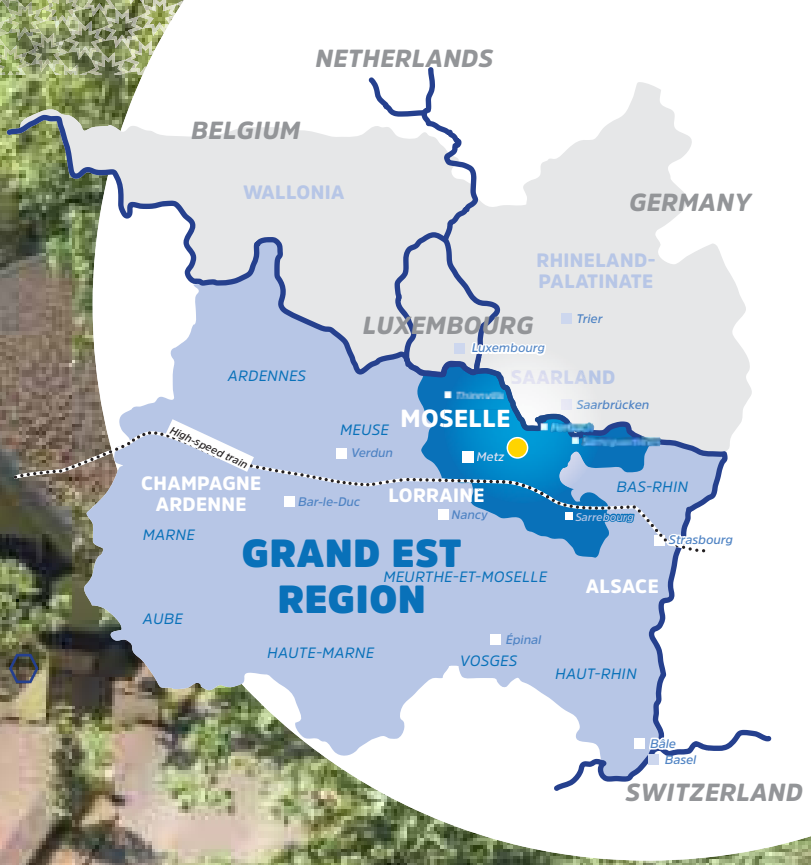 NETHERLANDS
BELGIUM
WALLONIA
GERMANY
RHINELAND-
PALATINATE
Trier
LUXEMBOURG
Luxembourg
ARDENNES
SAARLAND
Saarbrücken
MOSELLE
MEUSE
High-speed train
Verdun
Metz
CHAMPAGNE
ARDENNE
LORRAINE
BAS-RHIN
Bar-le-Duc
Nancy
Sarrebourg
MARNE
Strasbourg
GRAND EST
REGION
MEURTHE-ET-MOSELLE
ALSACE
AUBE
Épinal
HAUTE-MARNE
VOSGES
HAUT-RHIN
Bâle
Basel
SWITZERLAND